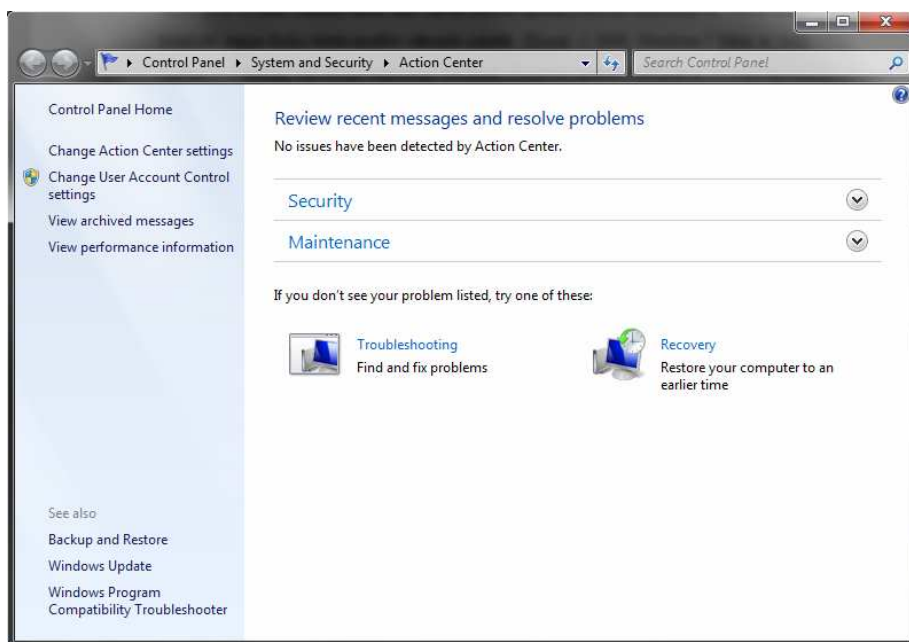 Control Panel System and Security Action Center Search Control Panel
Control Panel Home
Change Action Center settings
Change User Account Control
settings
View archived messages
View performance information
See also
Backup and Restore
Windows Update
Windows Program
Compatibility Troubleshooter
Review recent messages and resolve problems
No issues have been detected by Action Center.
Security
Maintenance
If you don't see your problem listed, try one of these:
Troubleshooting
Find and fix problems
Recovery
Restore your computer to an
earlier time